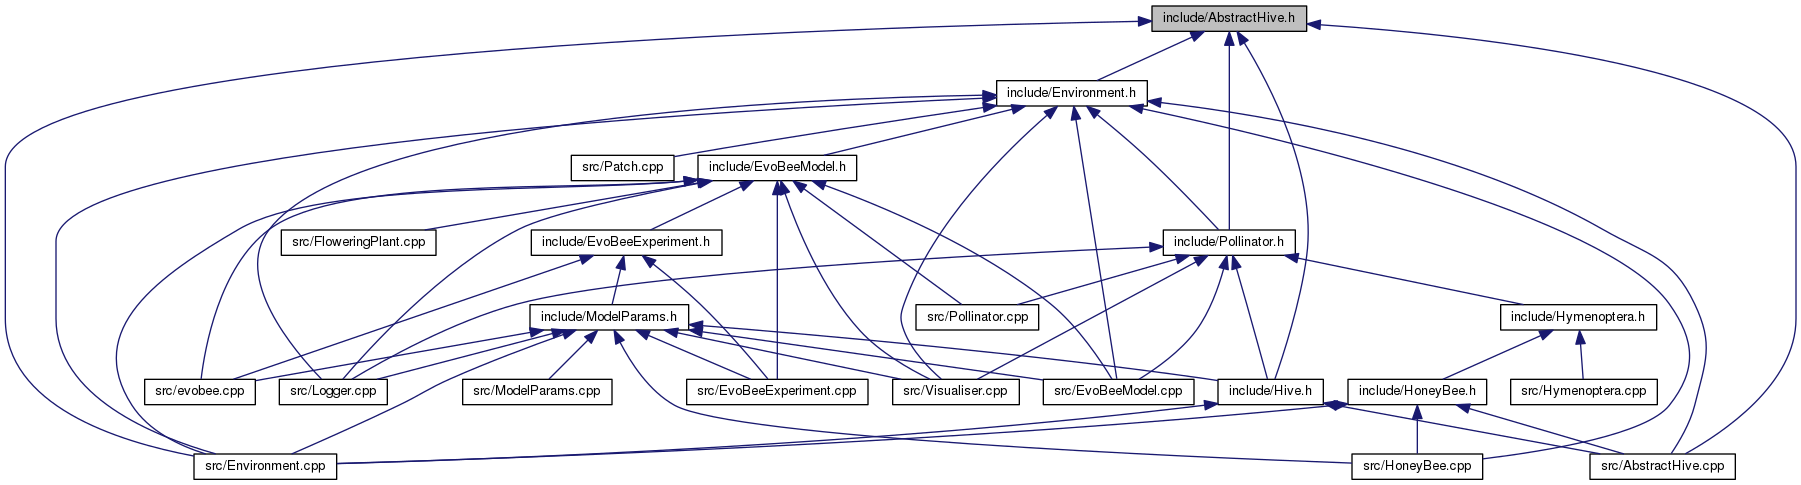 include/AbstractHive.h
include/Environment.h
src/Patch.cpp
include/EvoBeeModel.h
src/FloweringPlant.cpp
include/EvoBeeExperiment.h
include/Pollinator.h
include/ModelParams.h
src/Pollinator.cpp
include/Hymenoptera.h
src/evobee.cpp
src/Logger.cpp
src/ModelParams.cpp
src/EvoBeeExperiment.cpp
src/Visualiser.cpp
src/EvoBeeModel.cpp
include/Hive.h
include/HoneyBee.h
src/Hymenoptera.cpp
src/Environment.cpp
src/HoneyBee.cpp
src/AbstractHive.cpp